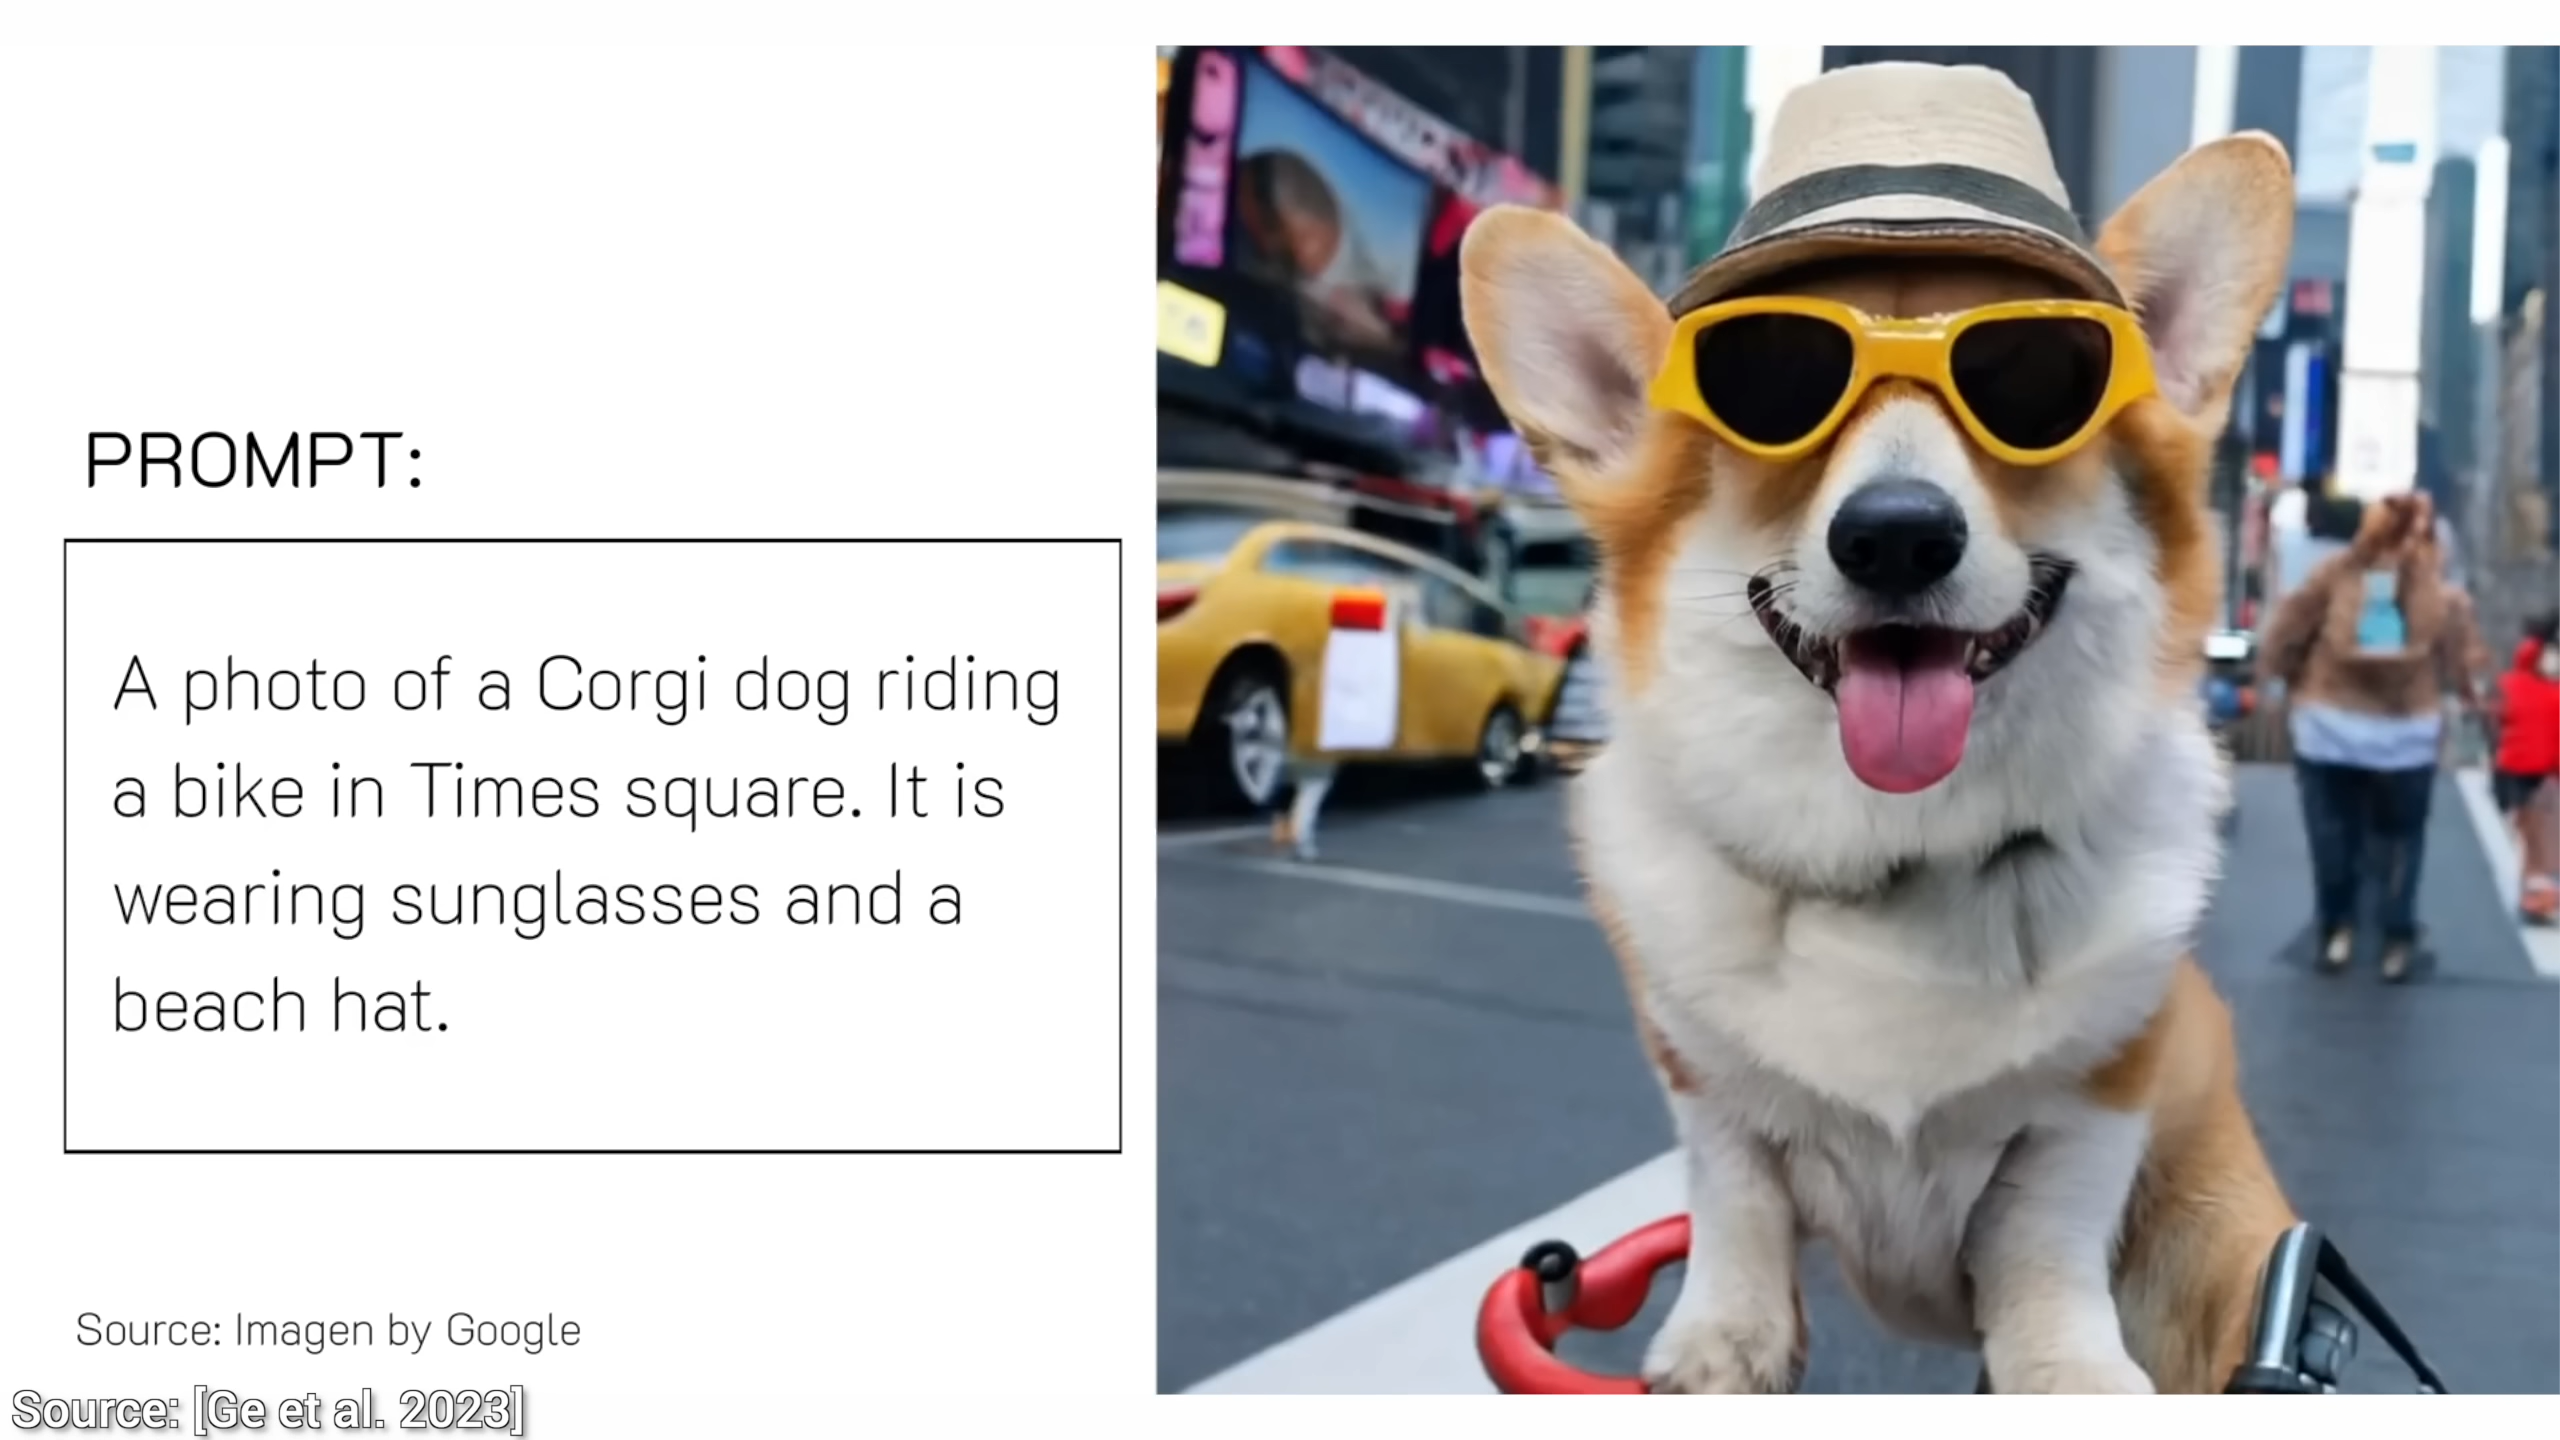 PROMPT:
A photo of a Corgi dog riding
a bike in Times square. It is
wearing sunglasses and a
beach hat.
Source: Imagen by Google
Source: [Ge et al. 2023]